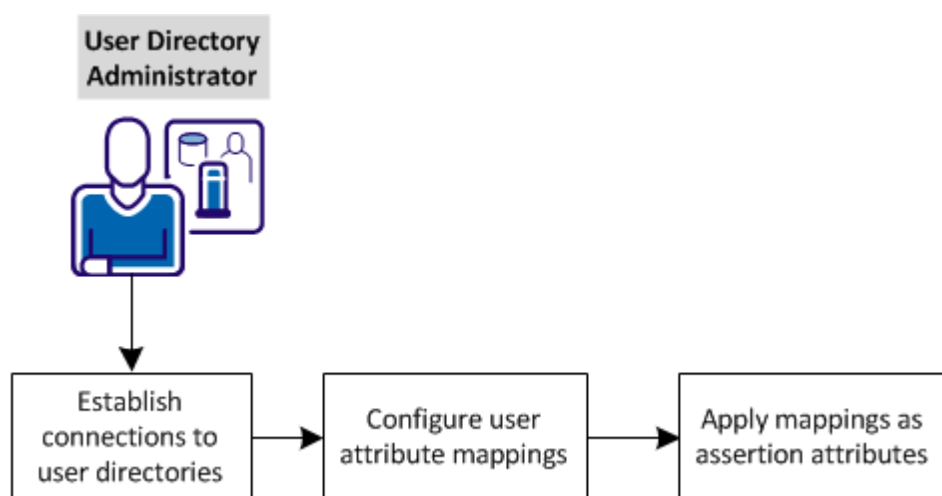 User Directory
Administrator
Establish
connections to
user directories
Configure user
attribute mappings
Apply mappings as
assertion attributes